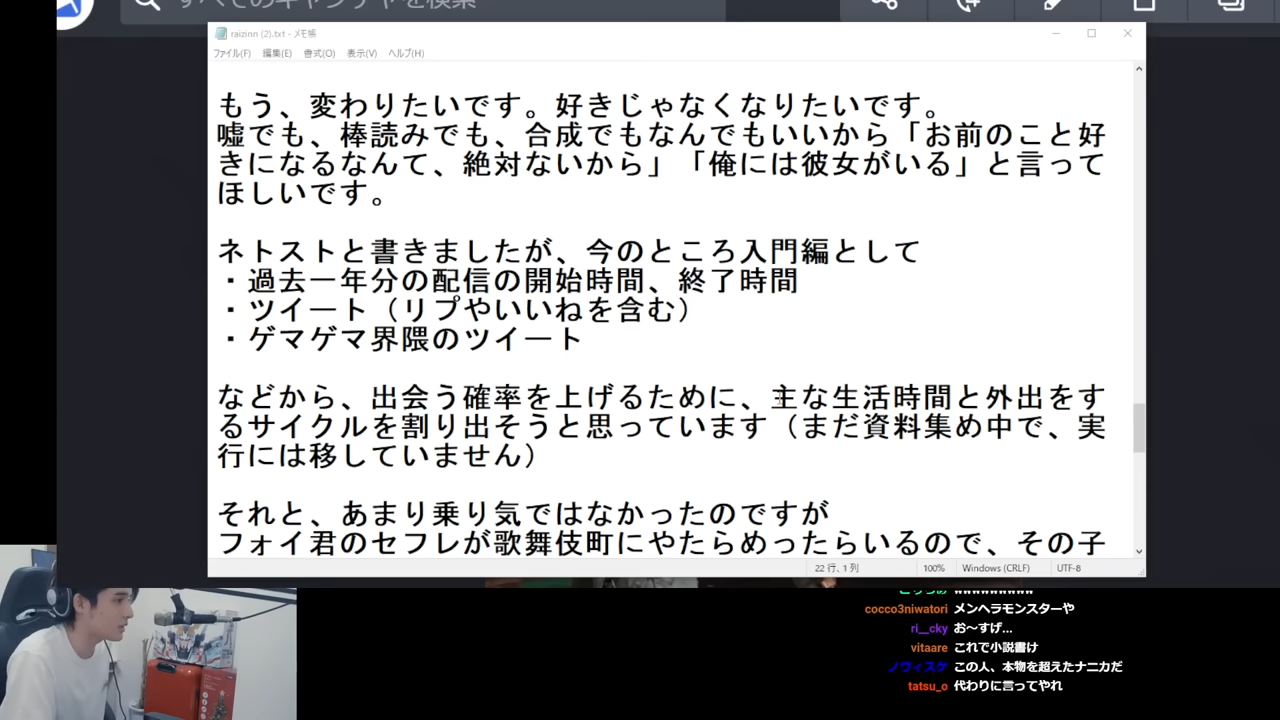 すべてのキャプチャを検索
raizinn (2).txt - メモ帳
ファイル(F) 編集(E) 書式(O) 表示(V) ヘルプ(H)
もう、変わりたいです。好きじゃなくなりたいです。
嘘でも、棒読みでも、合成でもなんでもいいから「お前のこと好
きになるなんて、絶対ないから」「俺には彼女がいる」と言って
ほしいです。
ネトストと書きましたが、今のところ入門編として
・過去一年分の配信の開始時間、終了時間
・ツイート（リプやいいねを含む）
・ゲマゲマ界隈のツイート
などから、出会う確率を上げるために、主な生活時間と外出をす
るサイクルを割り出そうと思っています（まだ資料集め中で、実
行には移していません）
それと、あまり乗り気ではなかったのですが
フォイ君のセフレが歌舞伎町にやたらめったらいるので、その子
22 行、1 列 100% Windows (CRLF) UTF-8
wwwwwwwww
cocco3niwatori メンヘラモンスターや
ri__cky お～すげ...
vitaare これで小説書け
ノヴィスケ この人、本物を超えたナニカだ
tatsu_o 代わりに言ってやれ